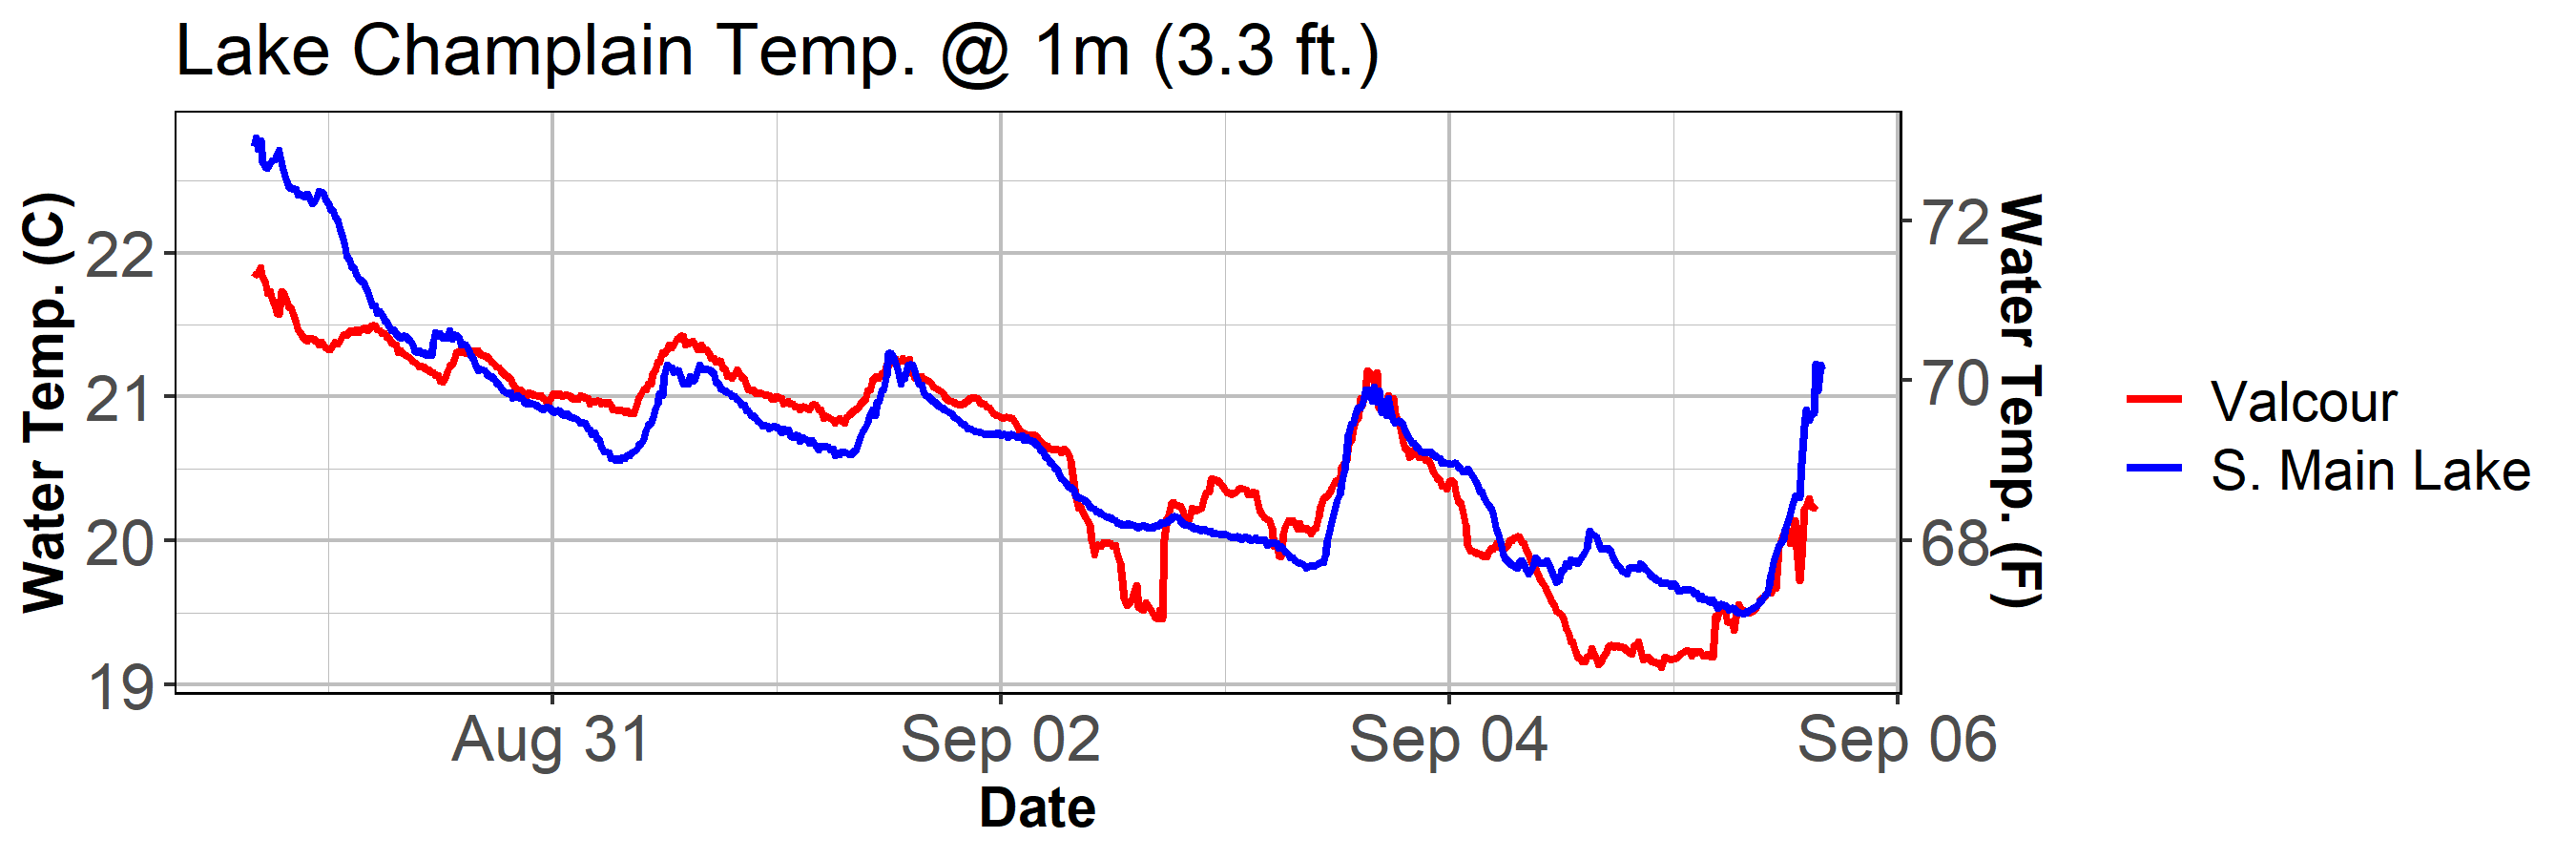 Lake Champlain Temp. @ 1m (3.3 ft.)
Water Temp. (C)
22
21
20
19
72
70
68
Water Temp. (F)
Aug 31
Sep 02
Sep 04
Sep 06
Date
Valcour
S. Main Lake